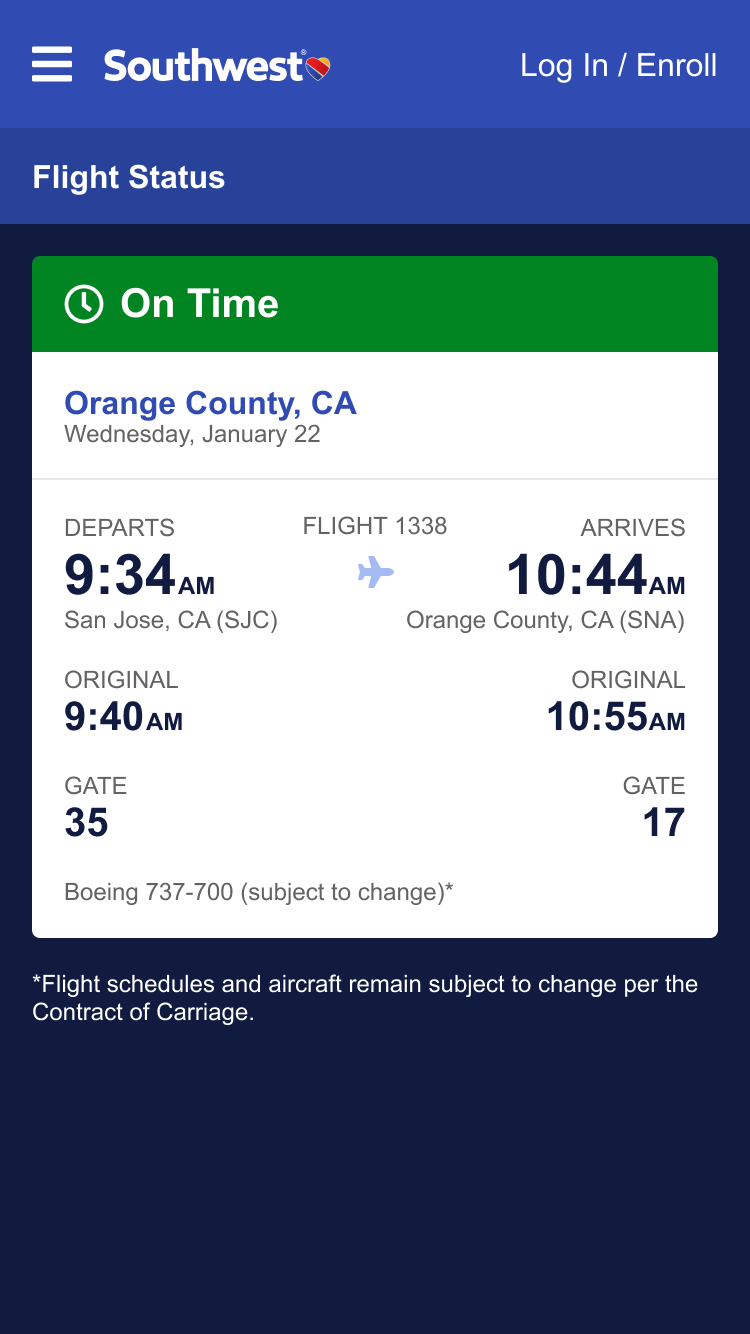 Southwest®
Log In / Enroll
Flight Status
On Time
Orange County, CA
Wednesday, January 22
DEPARTS
FLIGHT 1338
ARRIVES
9:34AM
10:44AM
San Jose, CA (SJC)
Orange County, CA (SNA)
ORIGINAL
ORIGINAL
9:40AM
10:55AM
GATE
GATE
35
17
Boeing 737-700 (subject to change)*
*Flight schedules and aircraft remain subject to change per the
Contract of Carriage.